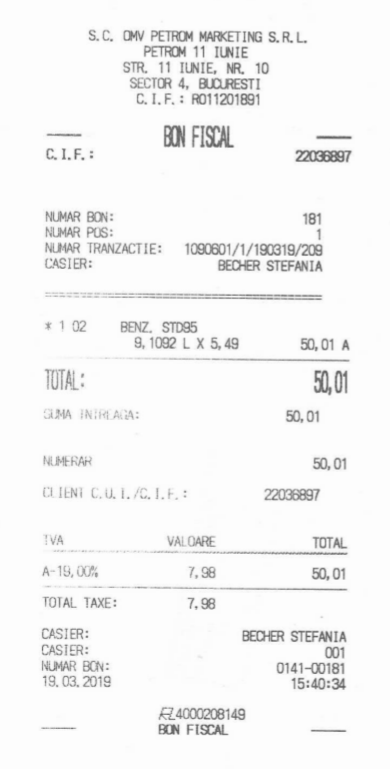 S.C. OMV PETROM MARKETING S.R.L.
PETROM 11 IUNIE
STR. 11 IUNIE, NR. 10
SECTOR 4, BUCURESTI
C.I.F.: RO11201891
BON FISCAL
C.I.F.: 22036897
NUMAR BON: 181
NUMAR POS: 1
NUMAR TRANZACTIE: 1090601/1/190319/209
CASIER: BECHER STEFANIA
* 1 02 BENZ. STD95
9,1092 L X 5,49 50,01 A
TOTAL: 50,01
SUMA INTREAGA: 50,01
NUMERAR 50,01
CLIENT C.U.I./C.I.F.: 22036897
TVA VALOARE TOTAL
A-19,00% 7,98 50,01
TOTAL TAXE: 7,98
CASIER: BECHER STEFANIA
CASIER: 001
NUMAR BON: 0141-00181
19.03.2019 15:40:34
4000208149
BON FISCAL